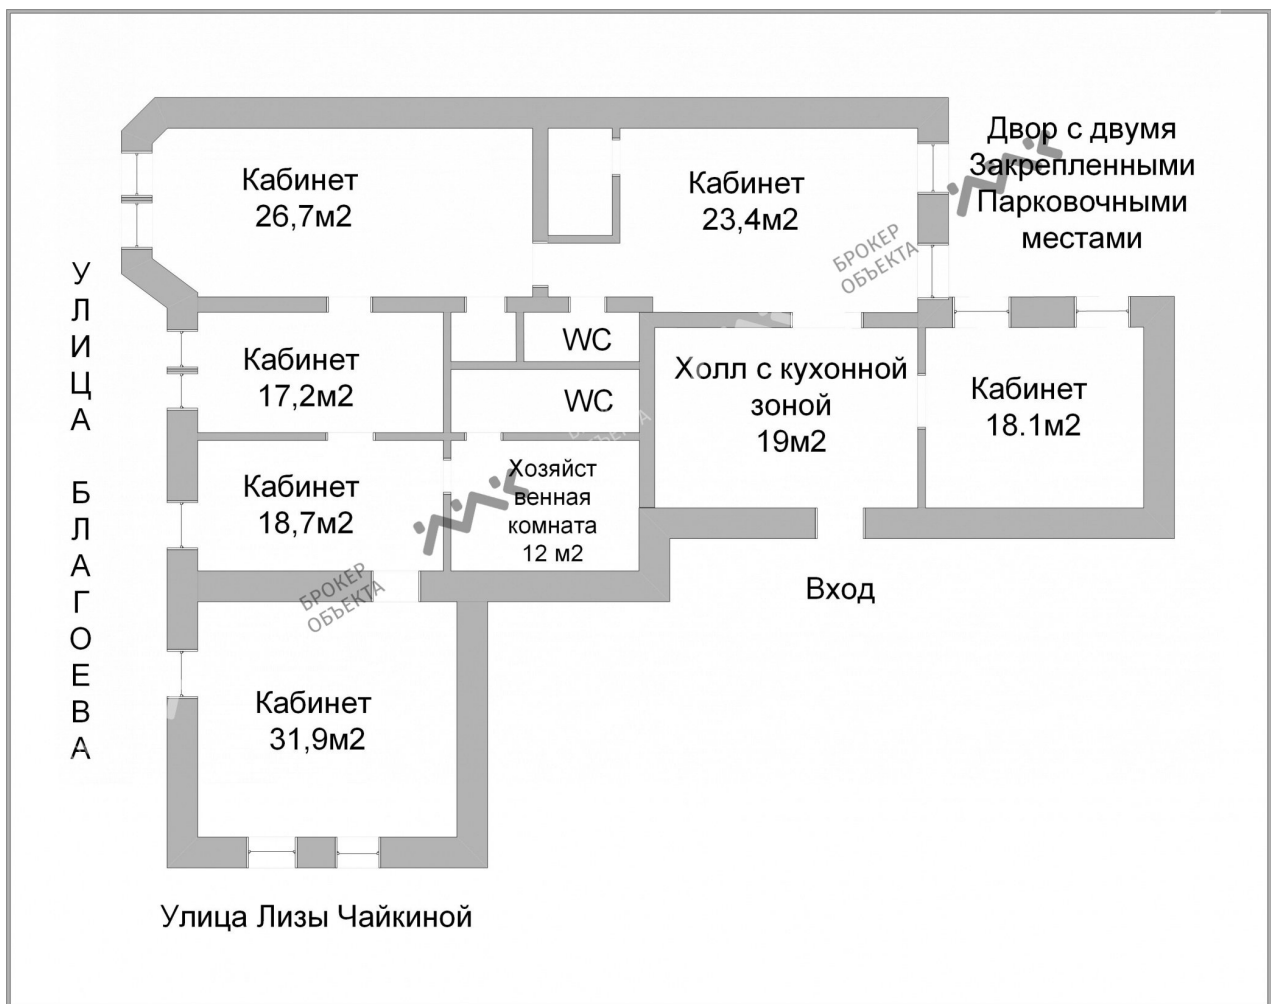 Двор с двумя
Закрепленными
Парковочными
местами
Кабинет
26,7м2
Кабинет
23,4м2
БРОКЕР
ОБЪЕКТА
УЛИЦА БЛАГОЕВА
WC
Кабинет
17,2м2
WC
Холл с кухонной
зоной
19м2
Кабинет
18.1м2
Кабинет
18,7м2
Хозяйст
венная
комната
12 м2
БРОКЕР
ОБЪЕКТА
Вход
Кабинет
31,9м2
Улица Лизы Чайкиной